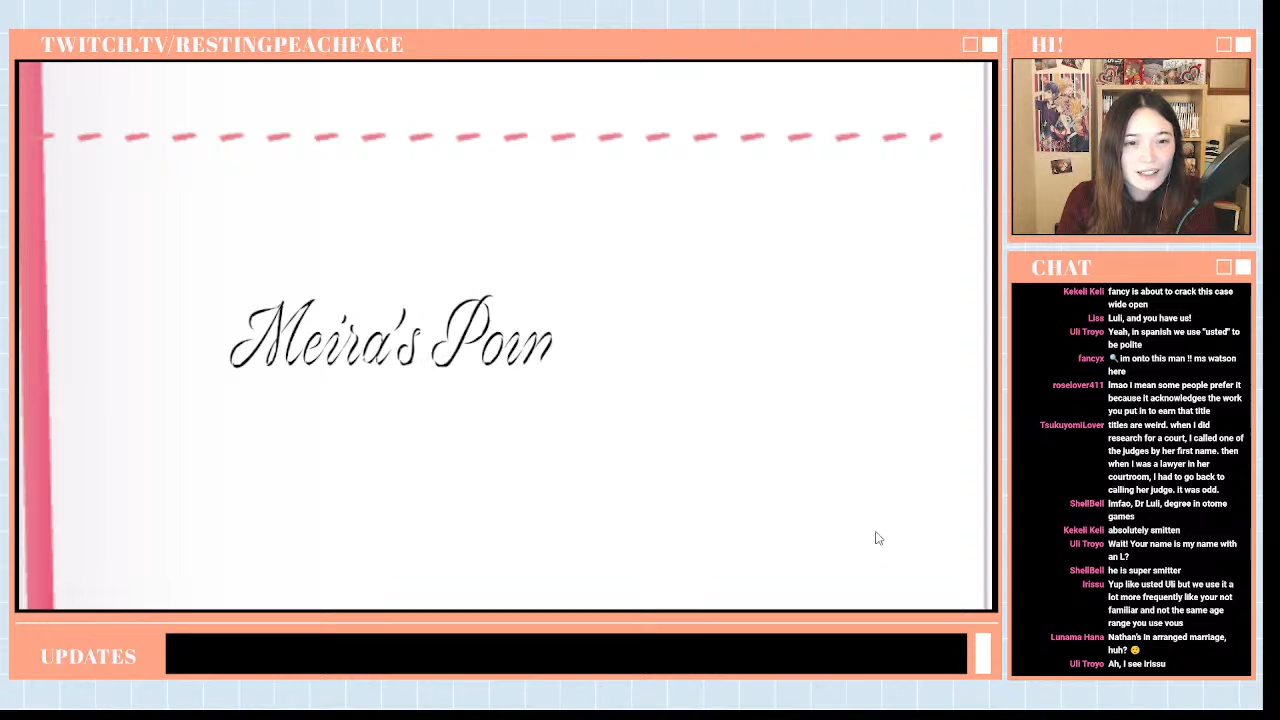 TWITCH.TV/RESTINGPEACHFACE
Meira's Poin
HI!
CHAT
Kekeli Keli fancy is about to crack this case
wide open
Liss Luli, and you have us!
Uli Troyo Yeah, in spanish we use "usted" to
be polite
fancyx 🔍im onto this man !! ms watson
here
roselover411 lmao I mean some people prefer it
because it acknowledges the work
you put in to earn that title
TsukuyomiLover titles are weird. when I did
research for a court, I called one of
the judges by her first name. then
when I was a lawyer in her
courtroom, I had to go back to
calling her judge. it was odd.
ShellBell lmfao, Dr Luli, degree in otome
games
Kekeli Keli absolutely smitten
Uli Troyo Wait! Your name is my name with
an L?
ShellBell he is super smitter
Irissu Yup like usted Uli but we use it a
lot more frequently like your not
familiar and not the same age
range you use vous
Lunama Hana Nathan's in arranged marriage,
huh? 😮
Uli Troyo Ah, I see Irissu
UPDATES